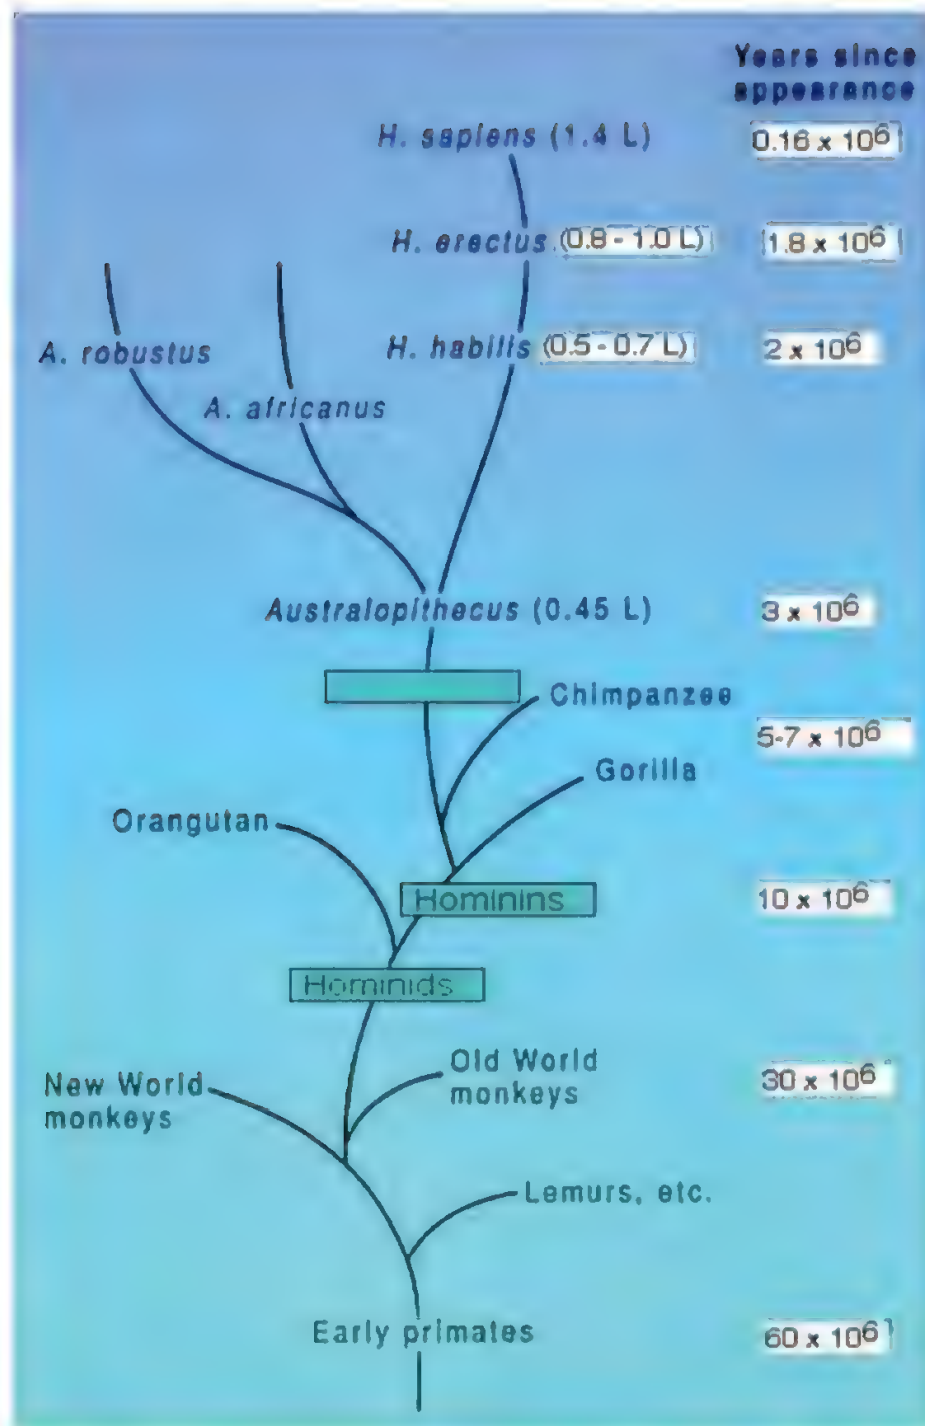 Years since
appearance
H. sapiens (1.4 L) 0.16 x 10⁶
H. erectus (0.8 - 1.0 L) 1.8 x 10⁶
A. robustus H. habilis (0.5 - 0.7 L) 2 x 10⁶
A. africanus
Australopithecus (0.45 L) 3 x 10⁶
Chimpanzee
5-7 x 10⁶
Gorilla
Orangutan
Hominins 10 x 10⁶
Hominids
New World
monkeys
Old World
monkeys
30 x 10⁶
Lemurs, etc.
Early primates 60 x 10⁶